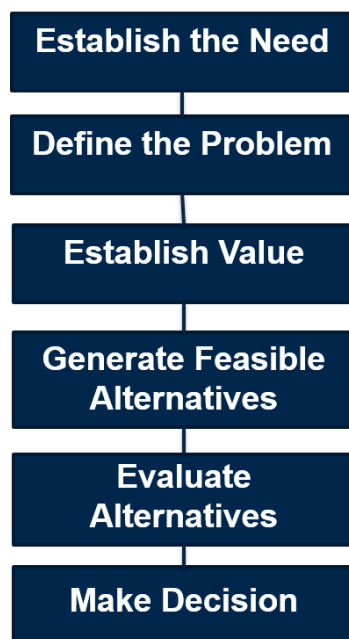 Establish the Need
Define the Problem
Establish Value
Generate Feasible
Alternatives
Evaluate
Alternatives
Make Decision